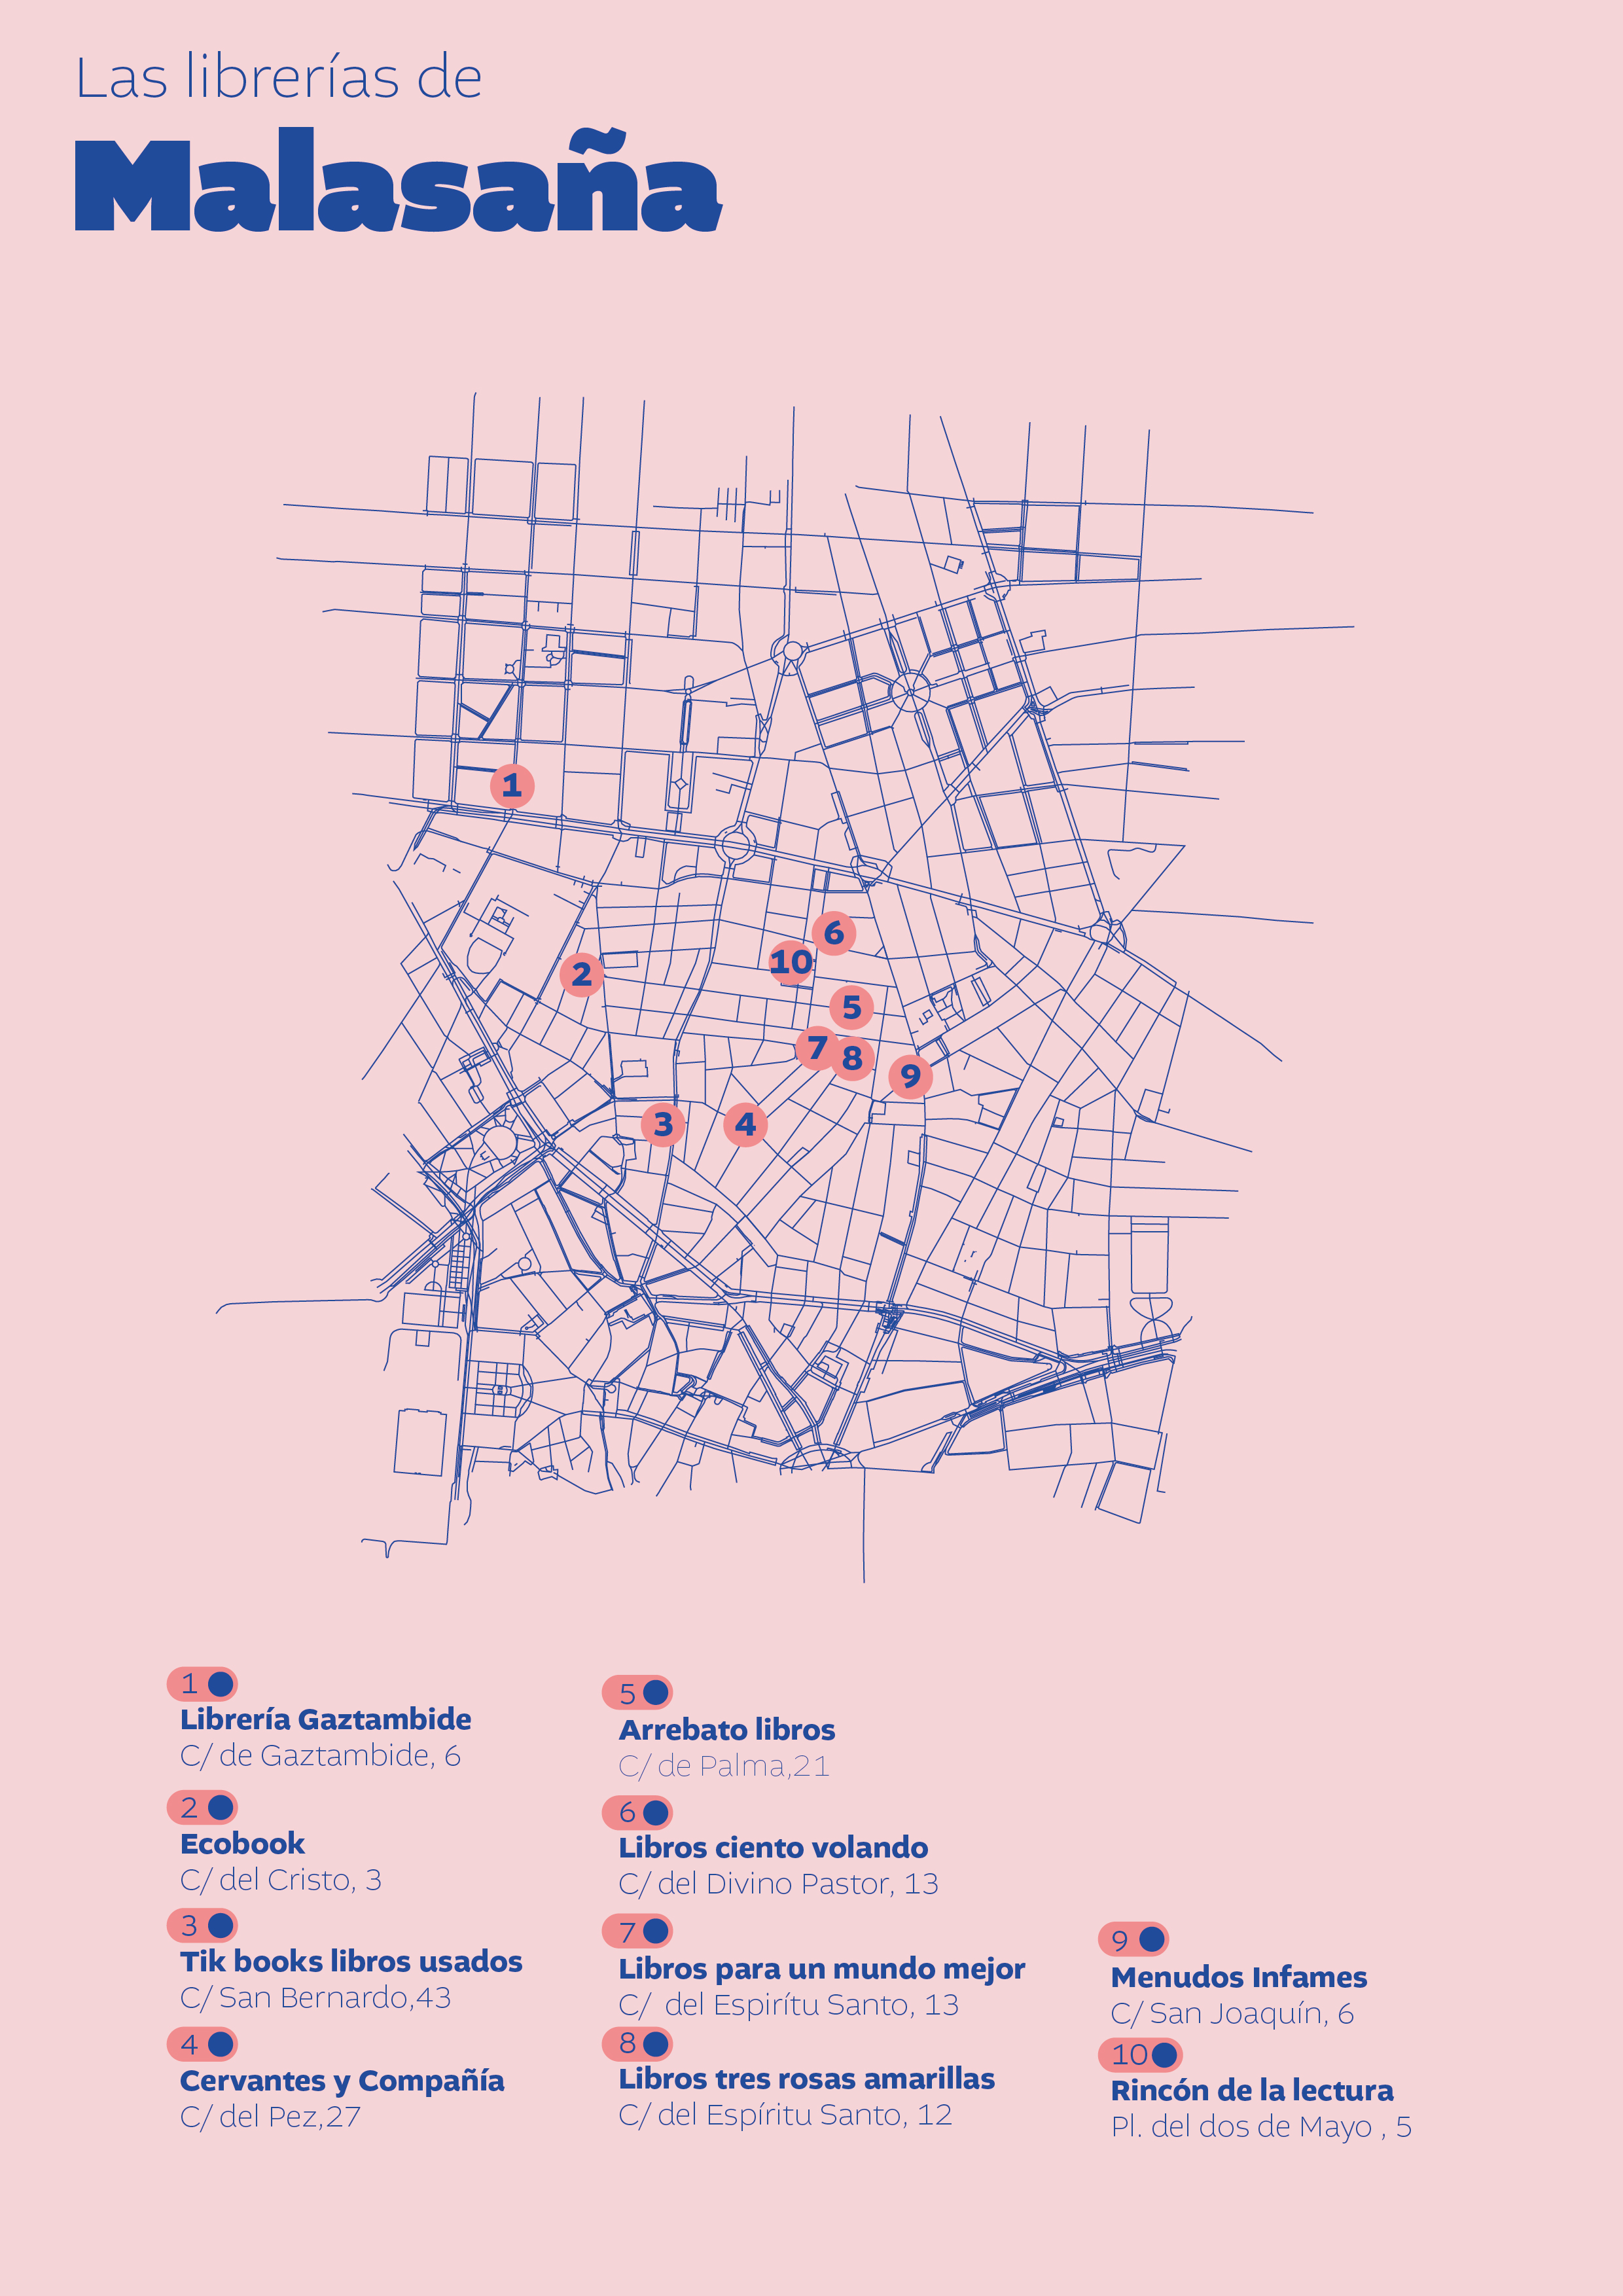 Las librerías de
Malasaña
1
6
10
2
5
7
8
9
3
4
1
Librería Gaztambide
C/ de Gaztambide, 6
2
Ecobook
C/ del Cristo, 3
3
Tik books libros usados
C/ San Bernardo,43
4
Cervantes y Compañía
C/ del Pez,27
5
Arrebato libros
C/ de Palma,21
6
Libros ciento volando
C/ del Divino Pastor, 13
7
Libros para un mundo mejor
C/  del Espirítu Santo, 13
8
Libros tres rosas amarillas
C/ del Espíritu Santo, 12
9
Menudos Infames
C/ San Joaquín, 6
10
Rincón de la lectura
Pl. del dos de Mayo , 5